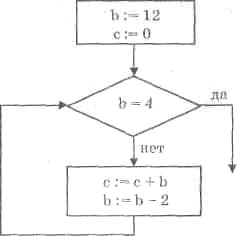 b := 12
c := 0
b = 4
да
нет
c := c + b
b := b - 2